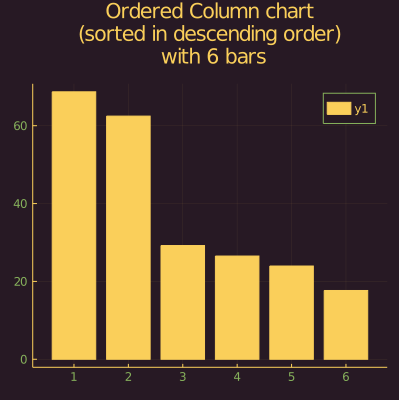 Ordered Column chart
(sorted in descending order)
with 6 bars
y1
60
40
20
0
1 2 3 4 5 6